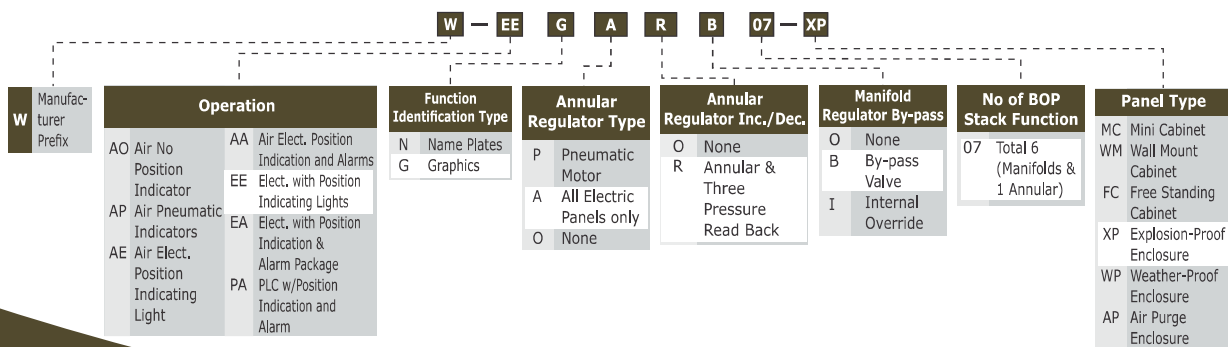 W — EE G A R B 07 — XP
W Manufac-
turer
Prefix
Operation
AO Air No
Position
Indicator
AP Air Pneumatic
Indicators
AE Air Elect.
Position
Indicating
Light
AA Air Elect. Position
Indication and Alarms
EE Elect. with Position
Indicating Lights
EA Elect. with Position
Indication &
Alarm Package
PA PLC w/Position
Indication and
Alarm
Function
Identification Type
N Name Plates
G Graphics
Annular
Regulator Type
P Pneumatic
Motor
A All Electric
Panels only
O None
Annular
Regulator Inc./Dec.
O None
R Annular &
Three
Pressure
Read Back
Manifold
Regulator By-pass
O None
B By-pass
Valve
I Internal
Override
No of BOP
Stack Function
07 Total 6
(Manifolds &
1 Annular)
Panel Type
MC Mini Cabinet
WM Wall Mount
Cabinet
FC Free Standing
Cabinet
XP Explosion-Proof
Enclosure
WP Weather-Proof
Enclosure
AP Air Purge
Enclosure